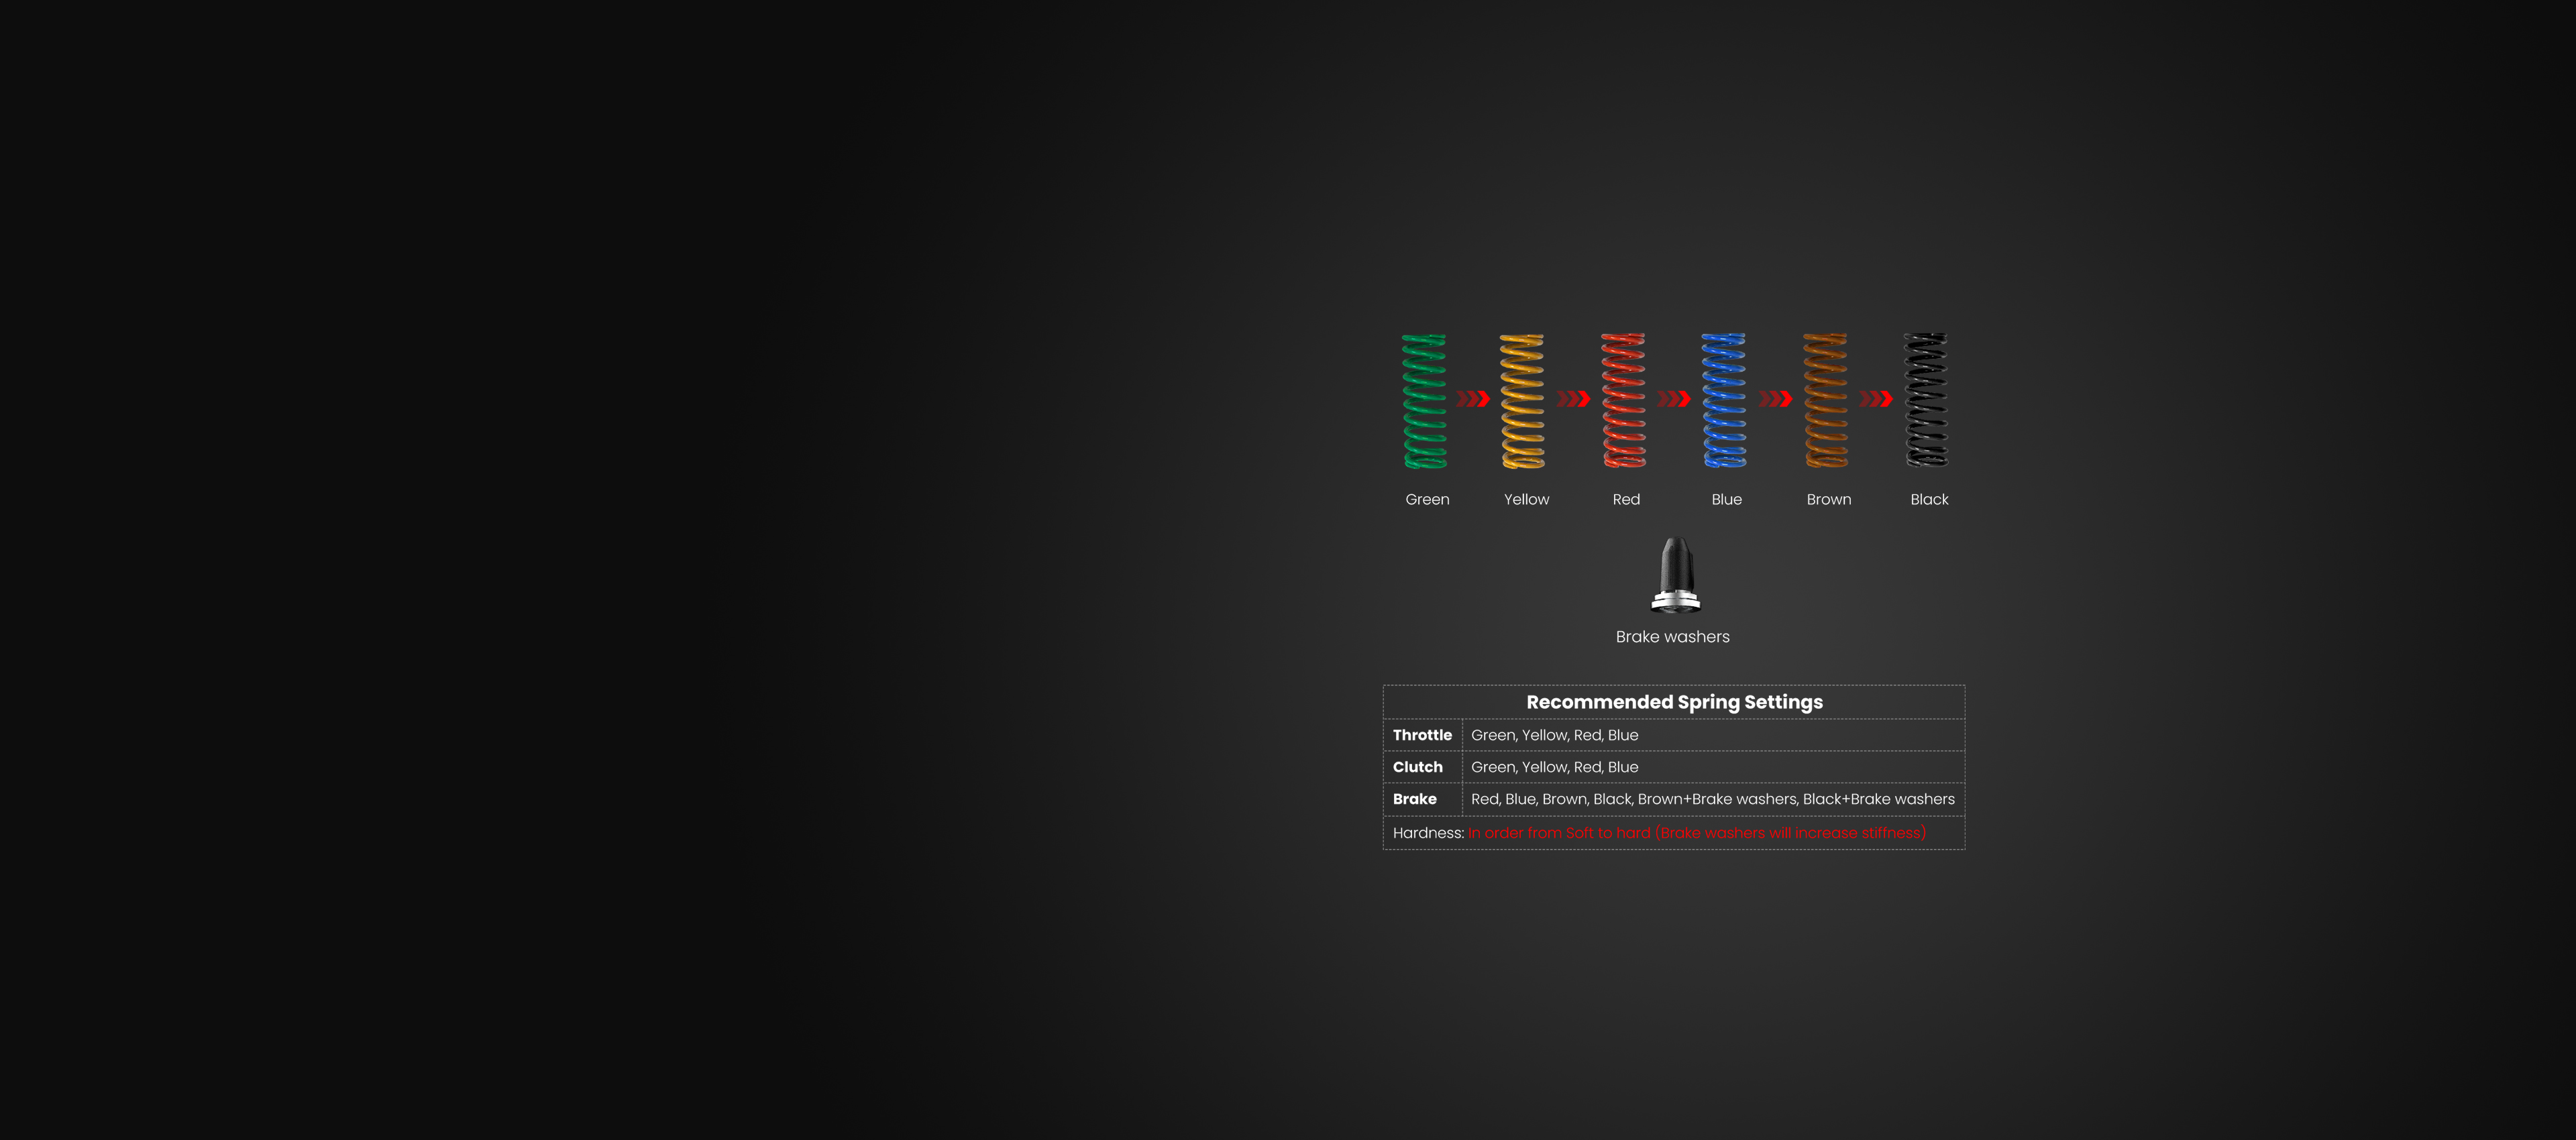 Green Yellow Red Blue Brown Black
Brake washers
Recommended Spring Settings
Throttle Green, Yellow, Red, Blue
Clutch Green, Yellow, Red, Blue
Brake Red, Blue, Brown, Black, Brown+Brake washers, Black+Brake washers
Hardness: In order from Soft to hard (Brake washers will increase stiffness)